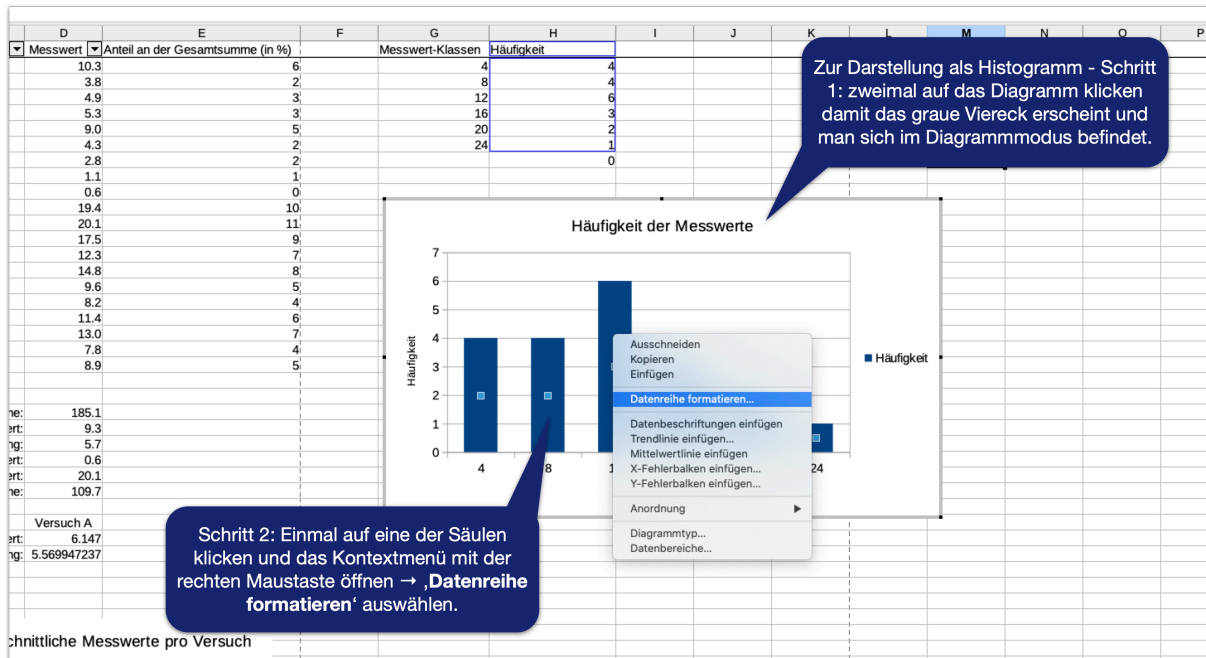 D E F G H I J K L M N O P
Messwert Anteil an der Gesamtsumme (in %) Messwert-Klassen Häufigkeit
10.3 6 4 4
3.8 2 8 4
4.9 3 12 6
5.3 3 16 3
9.0 5 20 2
4.3 2 24 1
2.8 2 0
1.1 1
0.6 0
19.4 10
20.1 11
17.5 9
12.3 7
14.8 8
9.6 5
8.2 4
11.4 6
13.0 7
7.8 4
8.9 5
ne: 185.1
ert: 9.3
ng: 5.7
ert: 0.6
ert: 20.1
ne: 109.7
Versuch A
ert: 6.147
ng: 5.569947237
chnittliche Messwerte pro Versuch
Zur Darstellung als Histogramm - Schritt
1: zweimal auf das Diagramm klicken
damit das graue Viereck erscheint und
man sich im Diagrammmodus befindet.
Häufigkeit der Messwerte
Häufigkeit
7
6
5
4
3
2
1
0
4 8 1 24
Häufigkeit
Ausschneiden
Kopieren
Einfügen
Datenreihe formatieren...
Datenbeschriftungen einfügen
Trendlinie einfügen...
Mittelwertlinie einfügen
X-Fehlerbalken einfügen...
Y-Fehlerbalken einfügen...
Anordnung
Diagrammtyp...
Datenbereiche...
Schritt 2: Einmal auf eine der Säulen
klicken und das Kontextmenü mit der
rechten Maustaste öffnen → ‚Datenreihe
formatieren‘ auswählen.